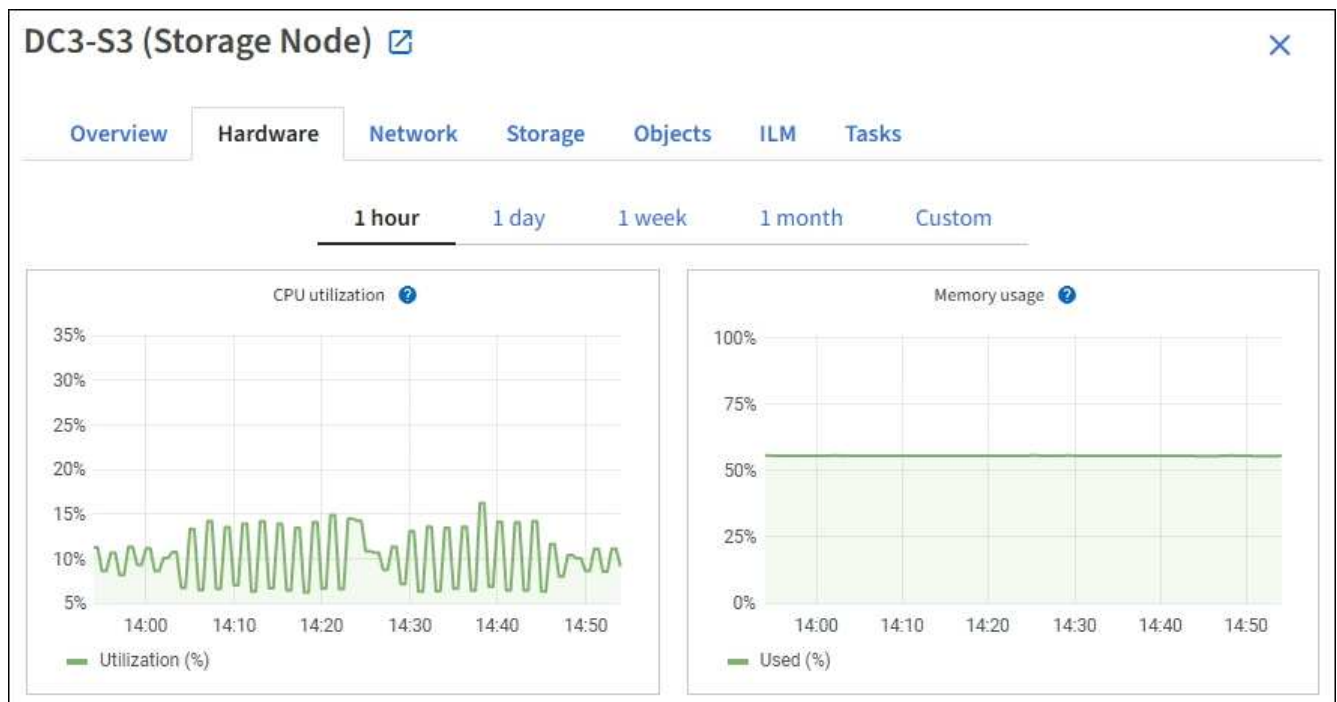 DC3-S3 (Storage Node)
Overview Hardware Network Storage Objects ILM Tasks
1 hour 1 day 1 week 1 month Custom
CPU utilization ?
35%
30%
25%
20%
15%
10%
5%
14:00 14:10 14:20 14:30 14:40 14:50
Utilization (%)
Memory usage ?
100%
75%
50%
25%
0%
14:00 14:10 14:20 14:30 14:40 14:50
Used (%)